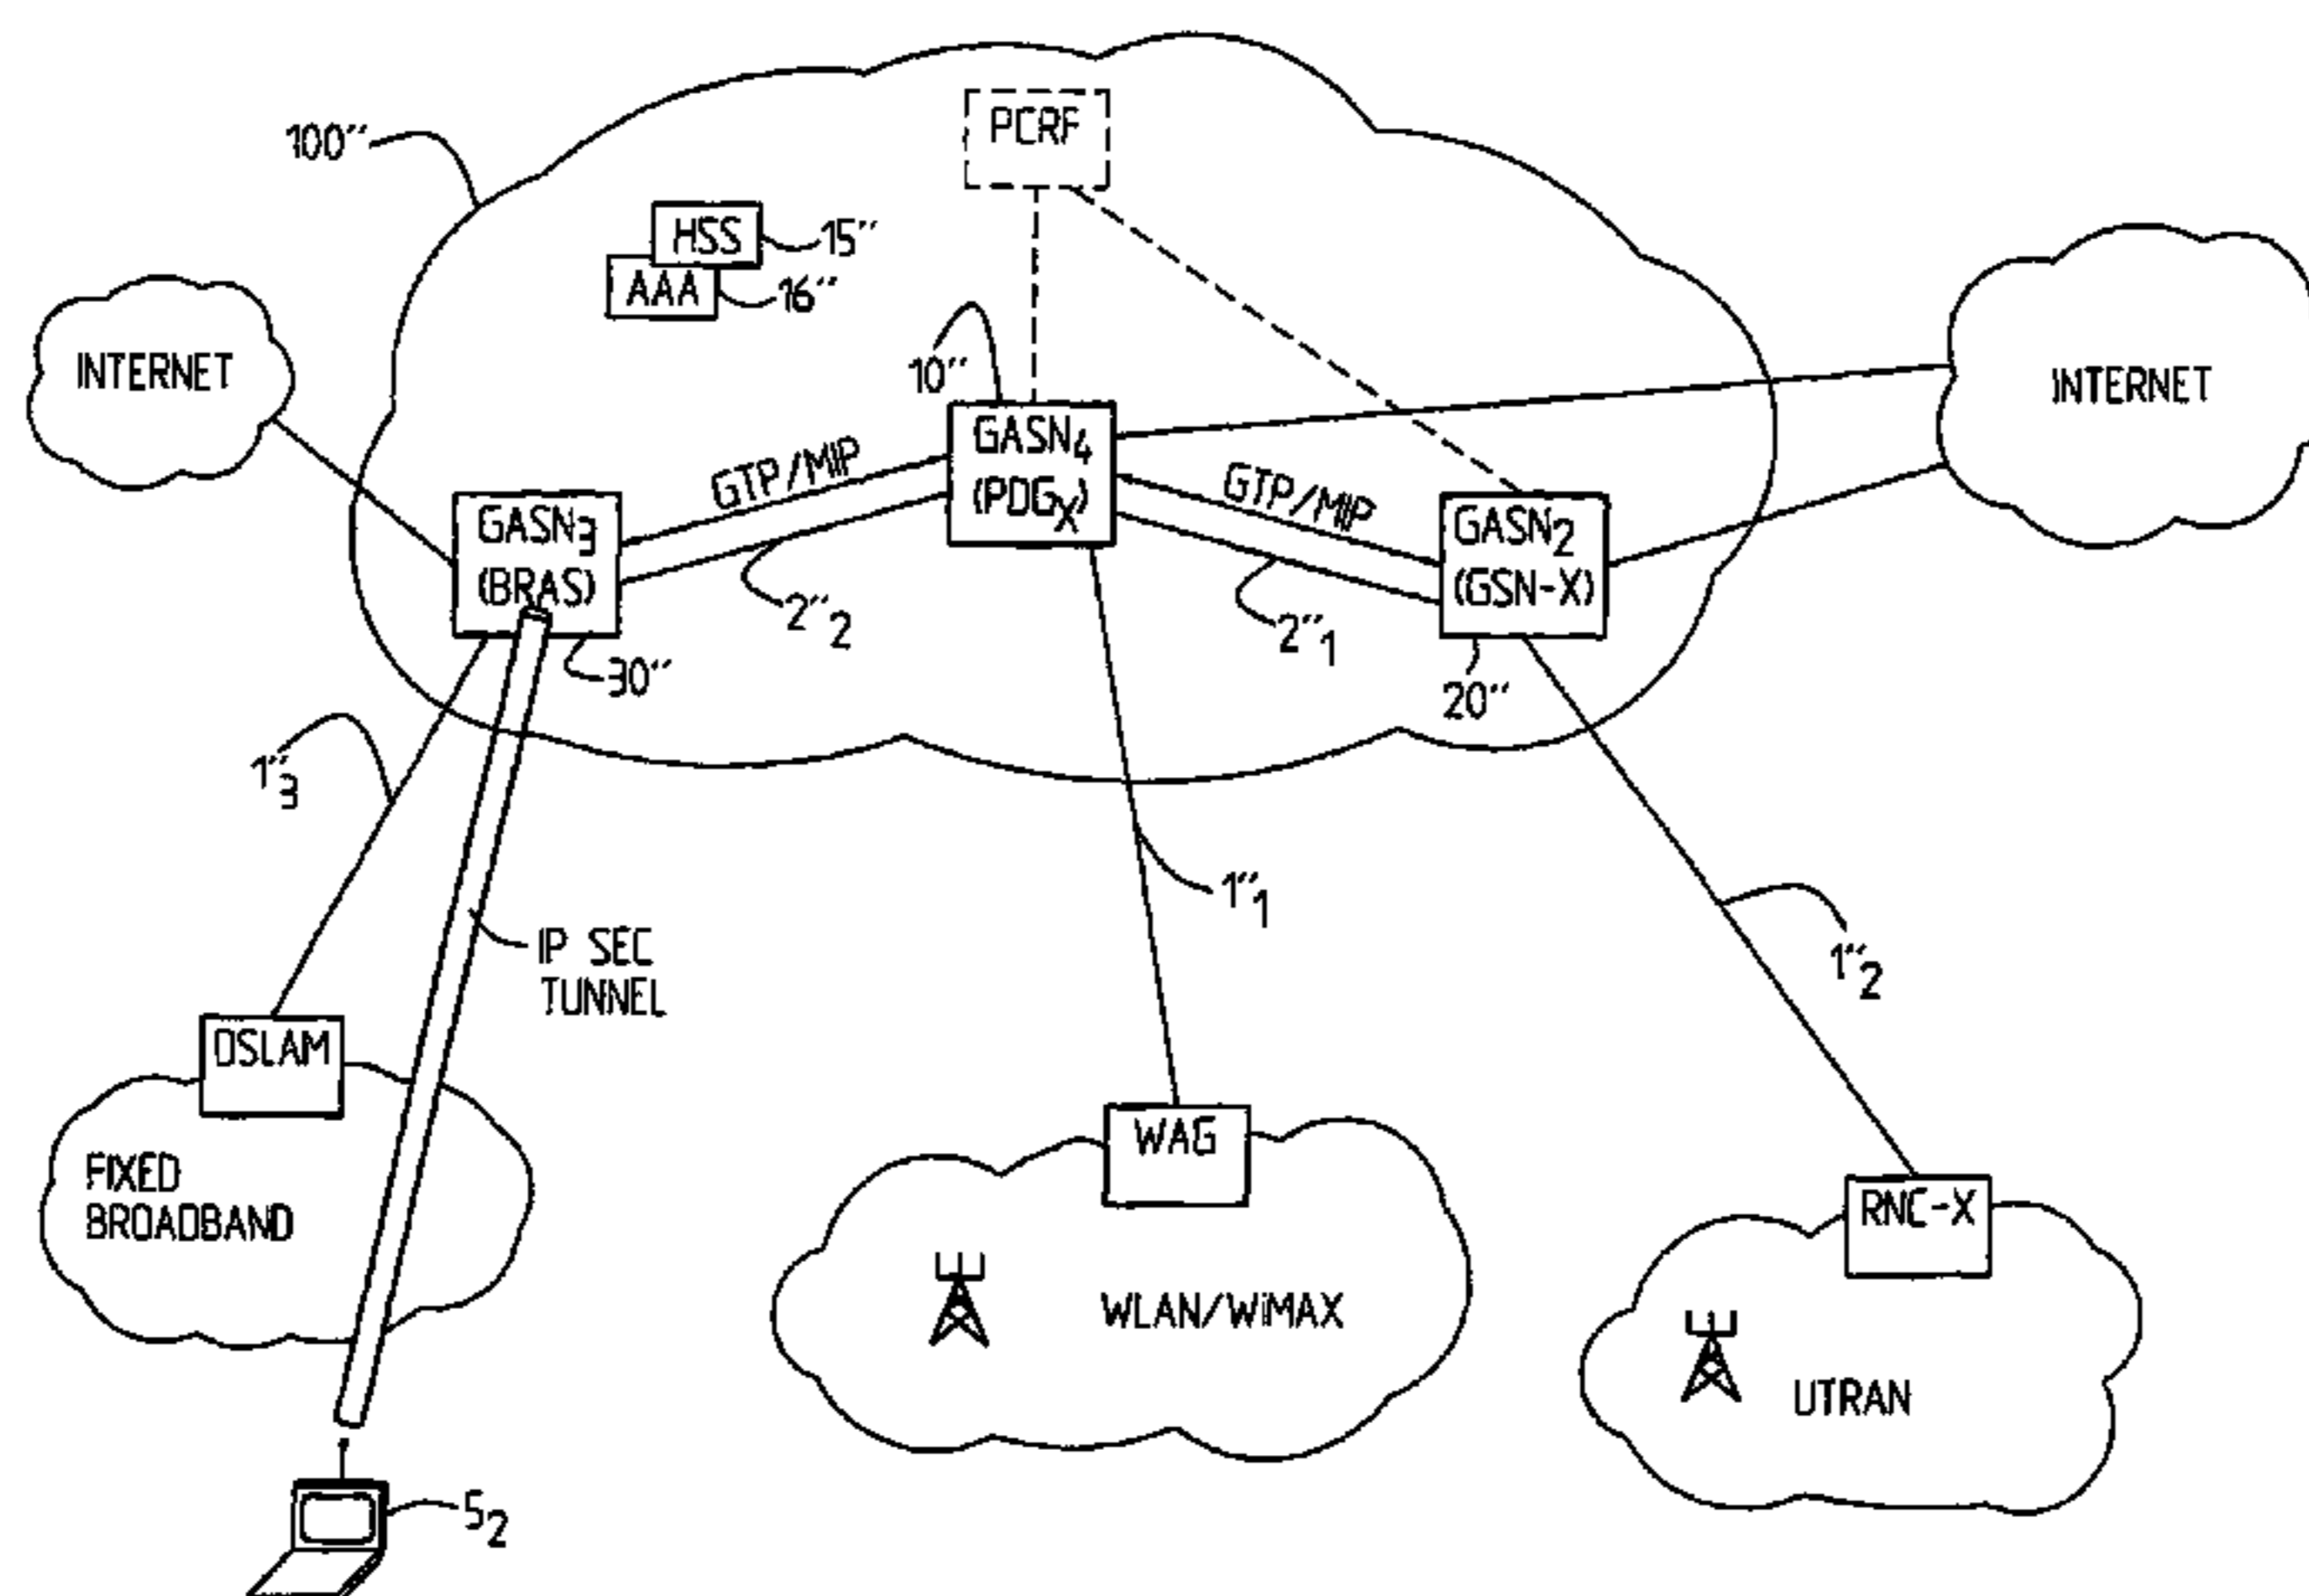 PCRF
100″
HSS
15″
AAA
16″
INTERNET
10″
INTERNET
GASN4
(PDGX)
GTP/MIP
GTP/MIP
GASN3
(BRAS)
GASN2
(GSN-X)
2″2
2″1
30″
20″
1″3
1″1
1″2
IP SEC
TUNNEL
DSLAM
WAG
FIXED
BROADBAND
RNC-X
WLAN/WiMAX
UTRAN
52